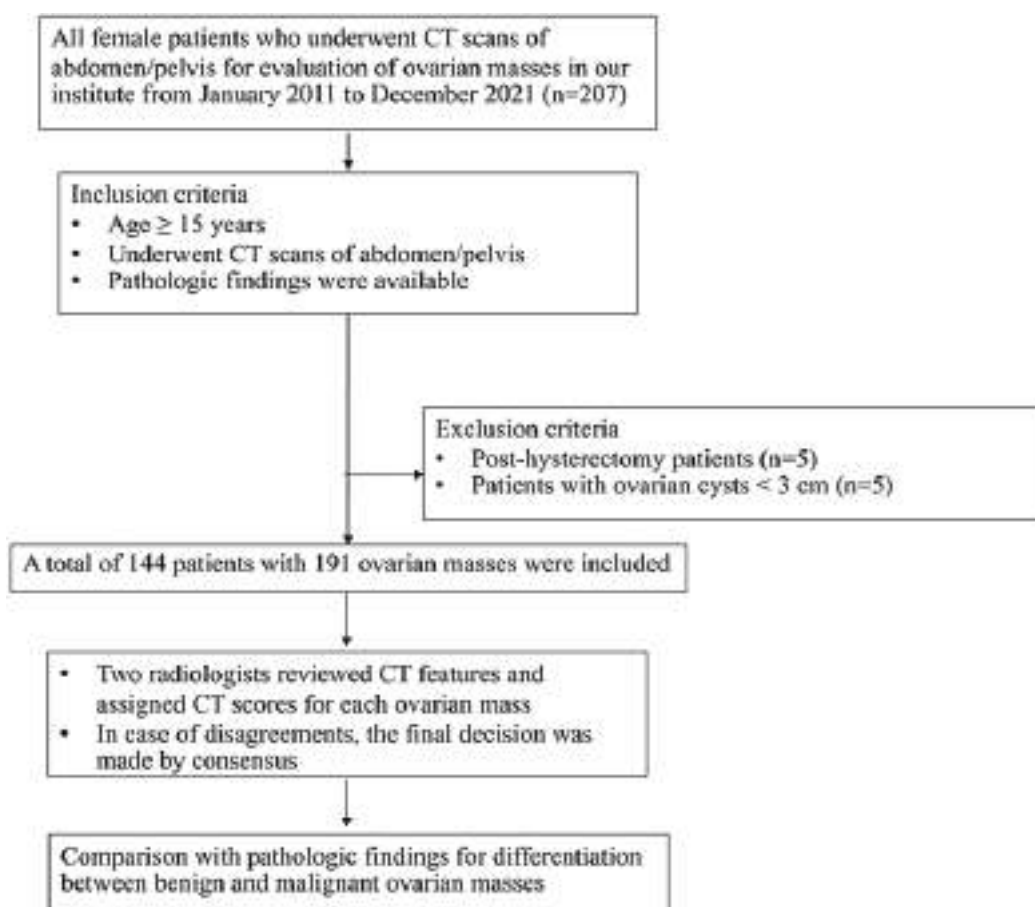 All female patients who underwent CT scans of
abdomen/pelvis for evaluation of ovarian masses in our
institute from January 2011 to December 2021 (n=207)
Inclusion criteria
• Age ≥ 15 years
• Underwent CT scans of abdomen/pelvis
• Pathologic findings were available
Exclusion criteria
• Post-hysterectomy patients (n=5)
• Patients with ovarian cysts < 3 cm (n=5)
A total of 144 patients with 191 ovarian masses were included
• Two radiologists reviewed CT features and
assigned CT scores for each ovarian mass
• In case of disagreements, the final decision was
made by consensus
Comparison with pathologic findings for differentiation
between benign and malignant ovarian masses